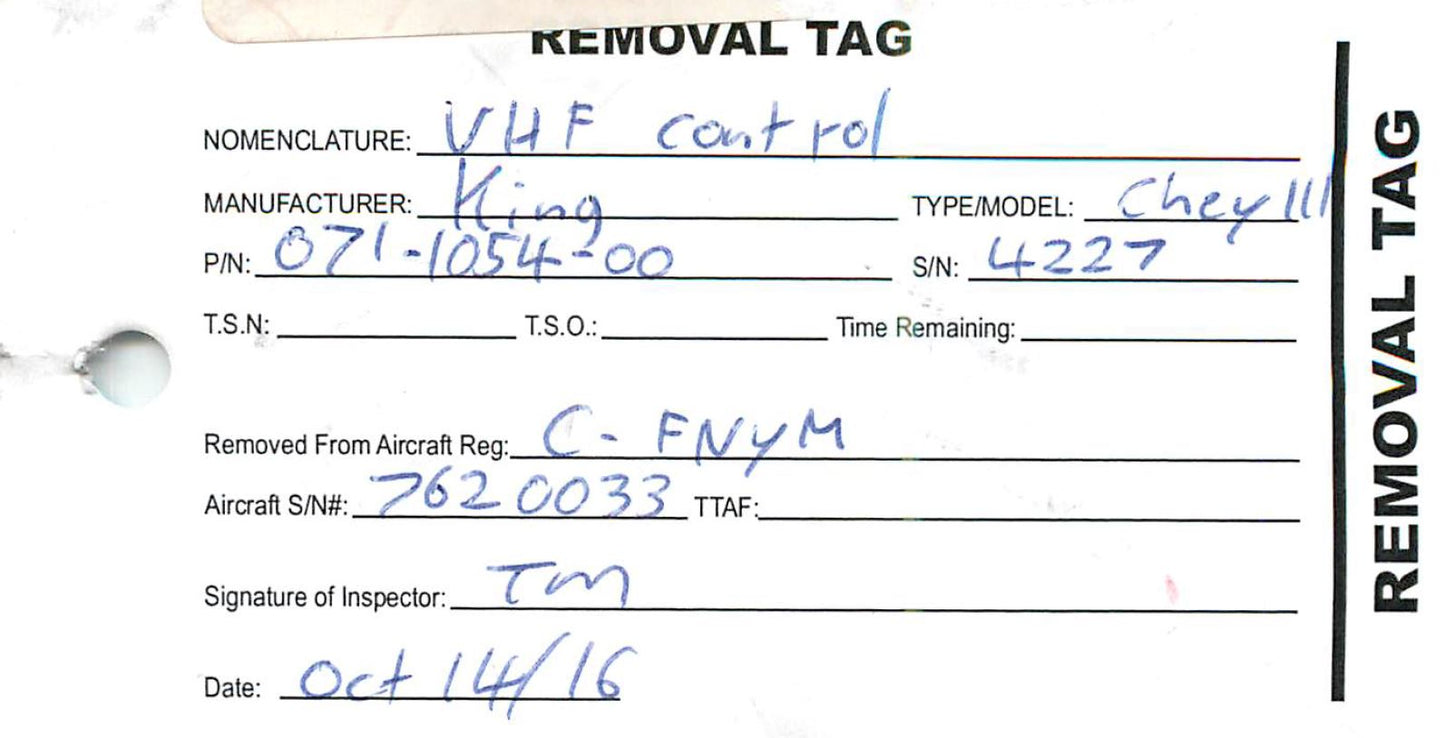 REMOVAL TAG
NOMENCLATURE: VHF control
MANUFACTURER: King TYPE/MODEL: Chey III
P/N: 071-1054-00 S/N: 4227
T.S.N: T.S.O.: Time Remaining:
Removed From Aircraft Reg: C-FNYM
Aircraft S/N#: 7620033 TTAF:
Signature of Inspector: TM
Date: Oct 14/16
REMOVAL TAG